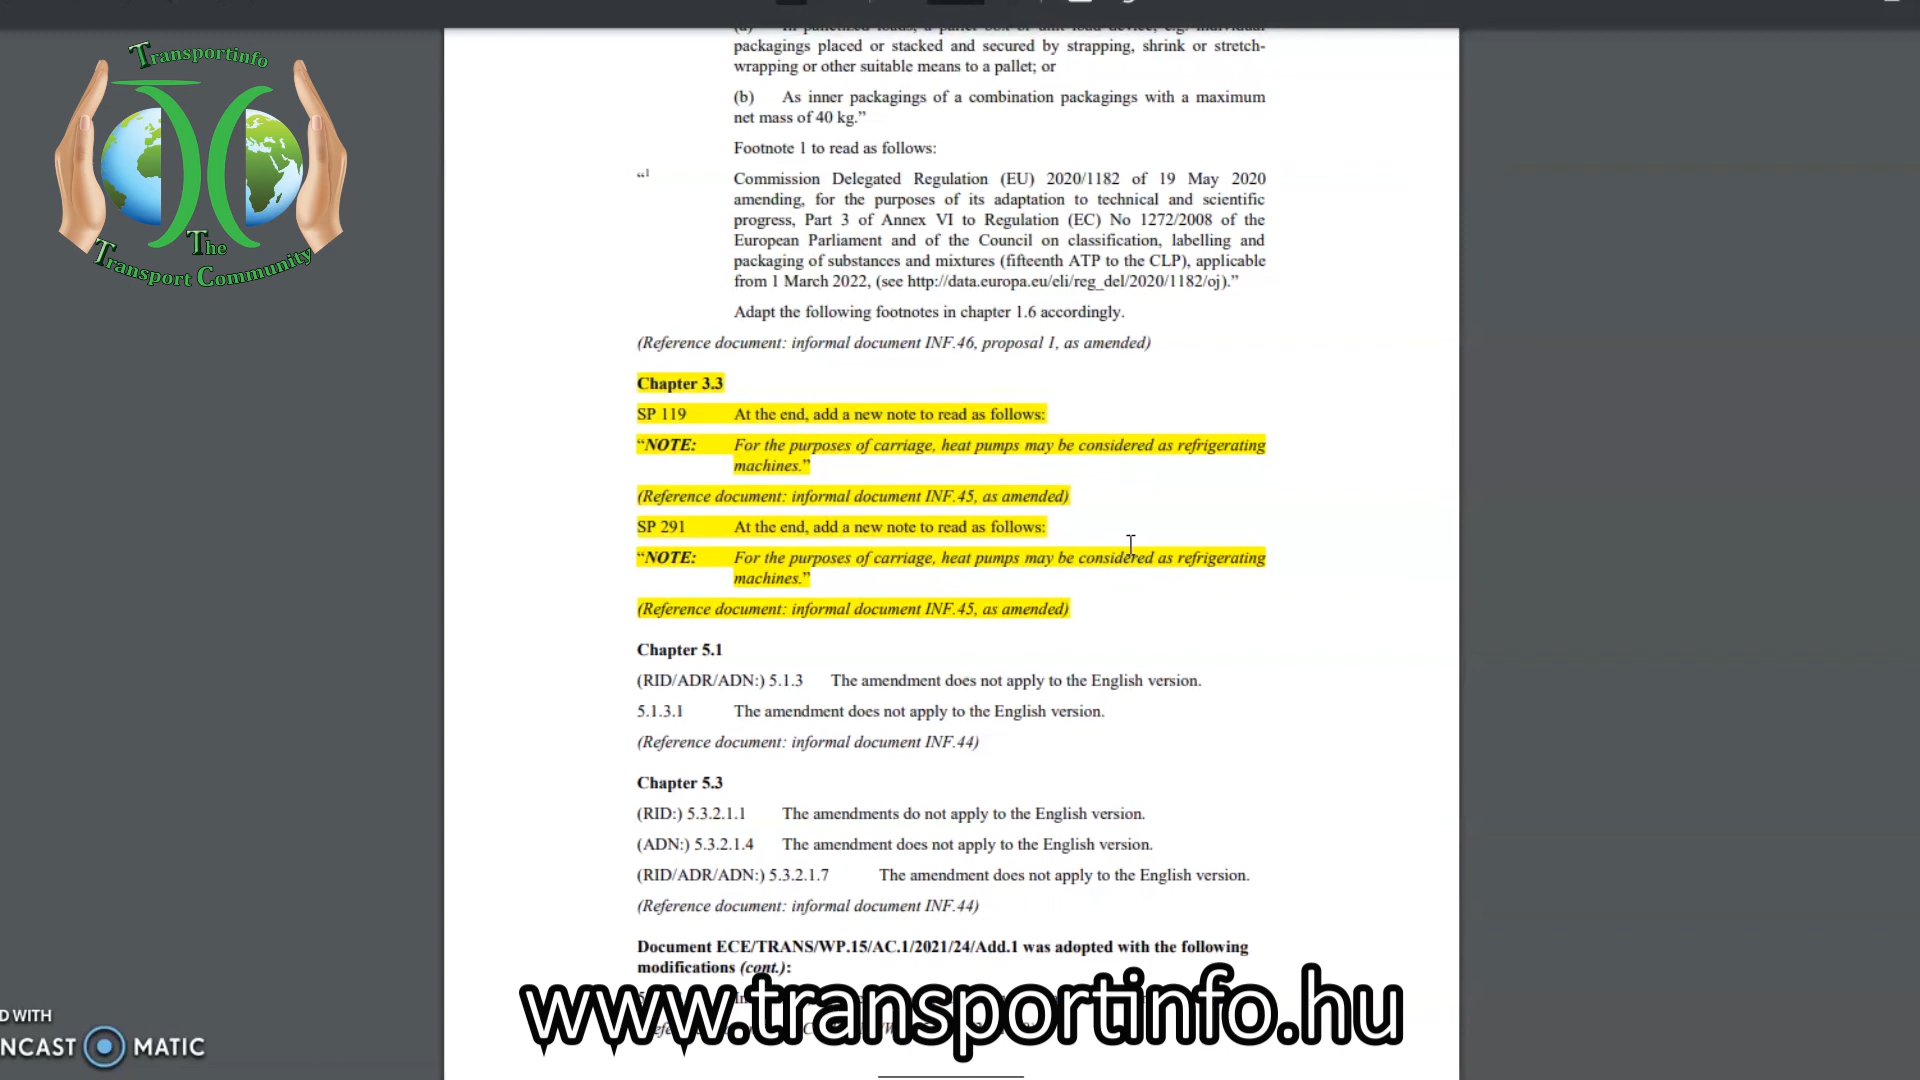 Transportinfo
The
Transport Community
packagings placed or stacked and secured by strapping, shrink or stretch-
wrapping or other suitable means to a pallet; or
(b) As inner packagings of a combination packagings with a maximum
net mass of 40 kg.”
Footnote 1 to read as follows:
“1 Commission Delegated Regulation (EU) 2020/1182 of 19 May 2020
amending, for the purposes of its adaptation to technical and scientific
progress, Part 3 of Annex VI to Regulation (EC) No 1272/2008 of the
European Parliament and of the Council on classification, labelling and
packaging of substances and mixtures (fifteenth ATP to the CLP), applicable
from 1 March 2022, (see http://data.europa.eu/eli/reg_del/2020/1182/oj).”
Adapt the following footnotes in chapter 1.6 accordingly.
(Reference document: informal document INF.46, proposal 1, as amended)
Chapter 3.3
SP 119 At the end, add a new note to read as follows:
“NOTE: For the purposes of carriage, heat pumps may be considered as refrigerating
machines.”
(Reference document: informal document INF.45, as amended)
SP 291 At the end, add a new note to read as follows:
“NOTE: For the purposes of carriage, heat pumps may be considered as refrigerating
machines.”
(Reference document: informal document INF.45, as amended)
Chapter 5.1
(RID/ADR/ADN:) 5.1.3 The amendment does not apply to the English version.
5.1.3.1 The amendment does not apply to the English version.
(Reference document: informal document INF.44)
Chapter 5.3
(RID:) 5.3.2.1.1 The amendments do not apply to the English version.
(ADN:) 5.3.2.1.4 The amendment does not apply to the English version.
(RID/ADR/ADN:) 5.3.2.1.7 The amendment does not apply to the English version.
(Reference document: informal document INF.44)
Document ECE/TRANS/WP.15/AC.1/2021/24/Add.1 was adopted with the following
modifications (cont.):
www.transportinfo.hu
D WITH
NCAST MATIC